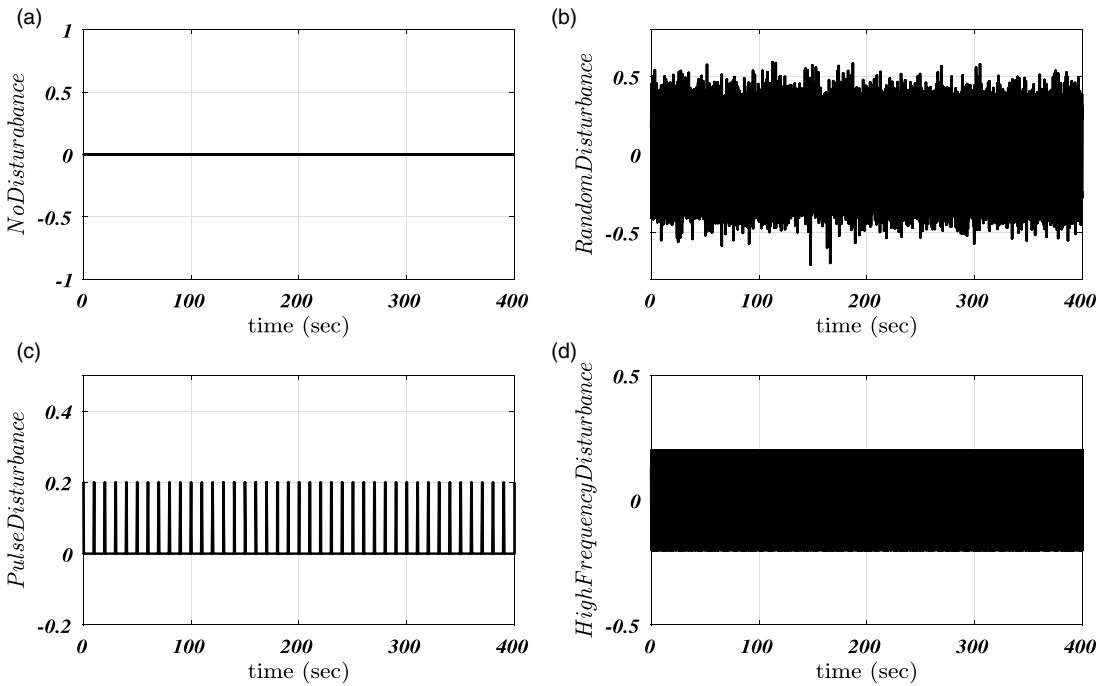 (a)
NoDisturabance
1
0.5
0
-0.5
-1
0 100 200 300 400
time (sec)
(b)
RandomDisturbance
0.5
0
-0.5
0 100 200 300 400
time (sec)
(c)
PulseDisturbance
0.4
0.2
0
-0.2
0 100 200 300 400
time (sec)
(d)
HighFrequencyDisturbance
0.5
0
-0.5
0 100 200 300 400
time (sec)